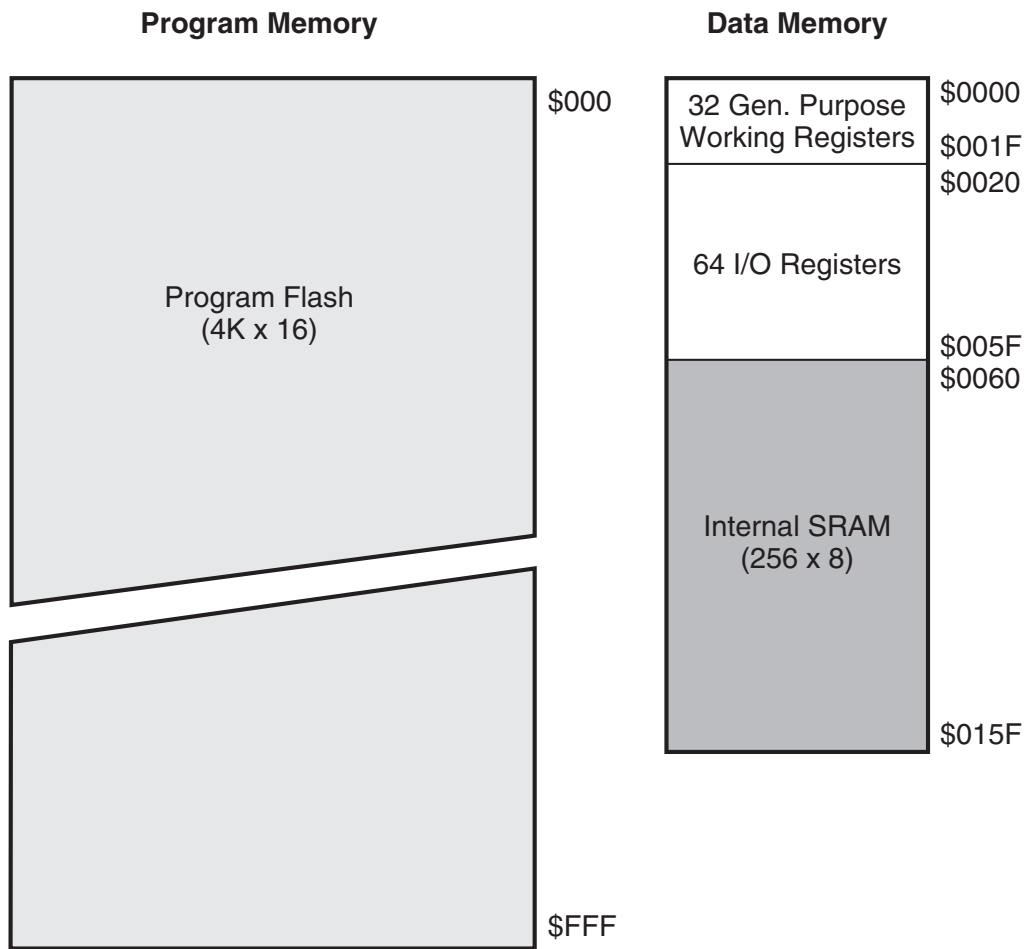 Program Memory
Data Memory
$000
Program Flash
(4K x 16)
$FFF
32 Gen. Purpose
Working Registers
$0000
$001F
$0020
64 I/O Registers
$005F
$0060
Internal SRAM
(256 x 8)
$015F